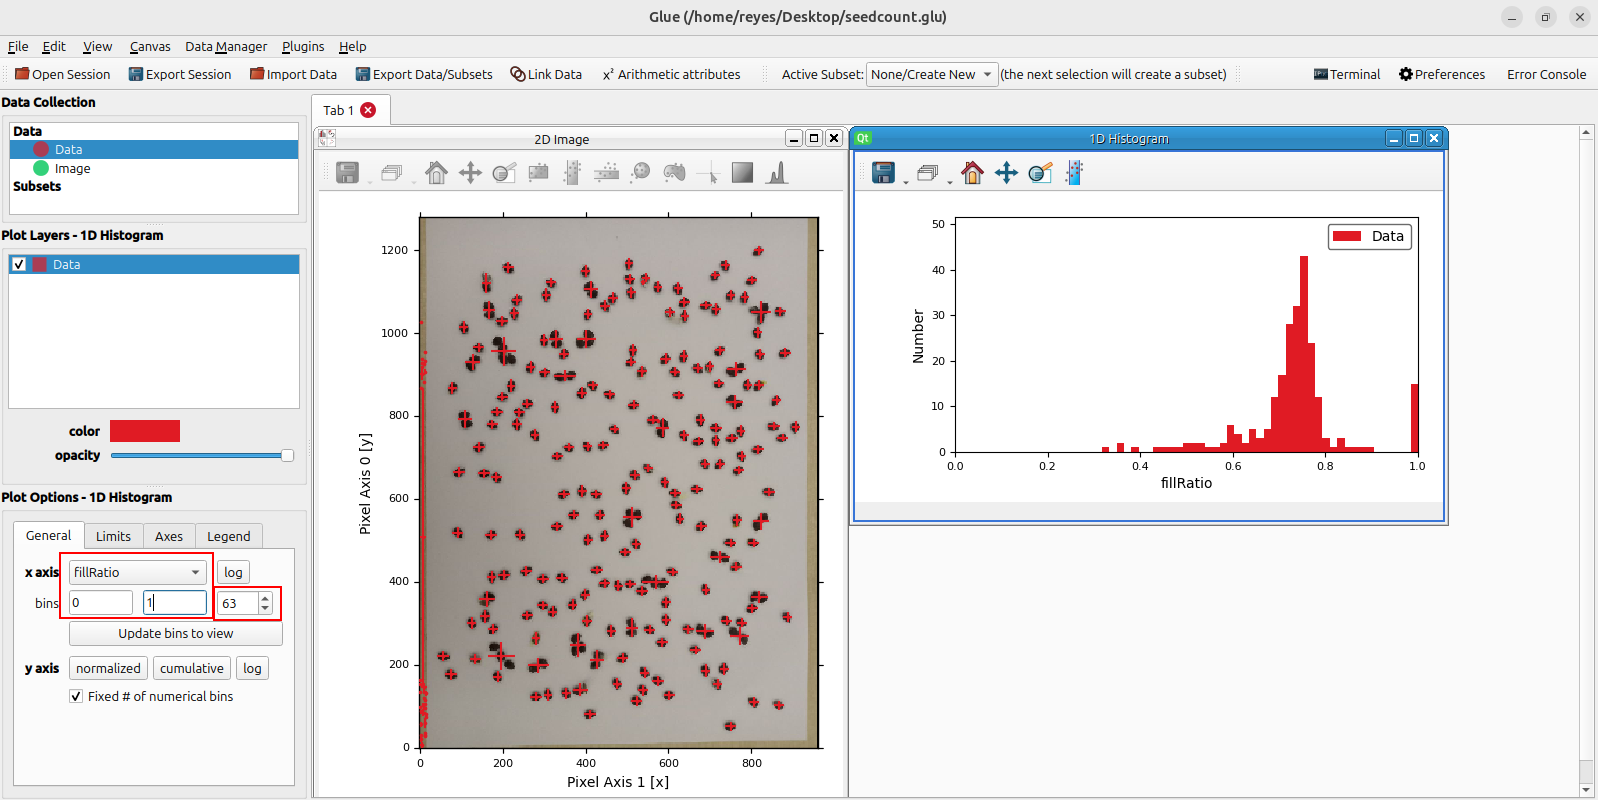 Glue (/home/reyes/Desktop/seedcount.glu)
File Edit View Canvas Data Manager Plugins Help
Open Session Export Session Import Data Export Data/Subsets Link Data x² Arithmetic attributes Active Subset: None/Create New (the next selection will create a subset) Terminal Preferences Error Console
Data Collection
Data
Data
Image
Subsets
Plot Layers - 1D Histogram
Data
color
opacity
Plot Options - 1D Histogram
General Limits Axes Legend
x axis fillRatio log
bins 0 1 63
Update bins to view
y axis normalized cumulative log
Fixed # of numerical bins
Tab 1
2D Image
1200
1000
800
600
400
200
0
Pixel Axis 0 [y]
0 200 400 600 800
Pixel Axis 1 [x]
Qt 1D Histogram
Data
50
40
30
20
10
0
Number
0.0 0.2 0.4 0.6 0.8 1.0
fillRatio